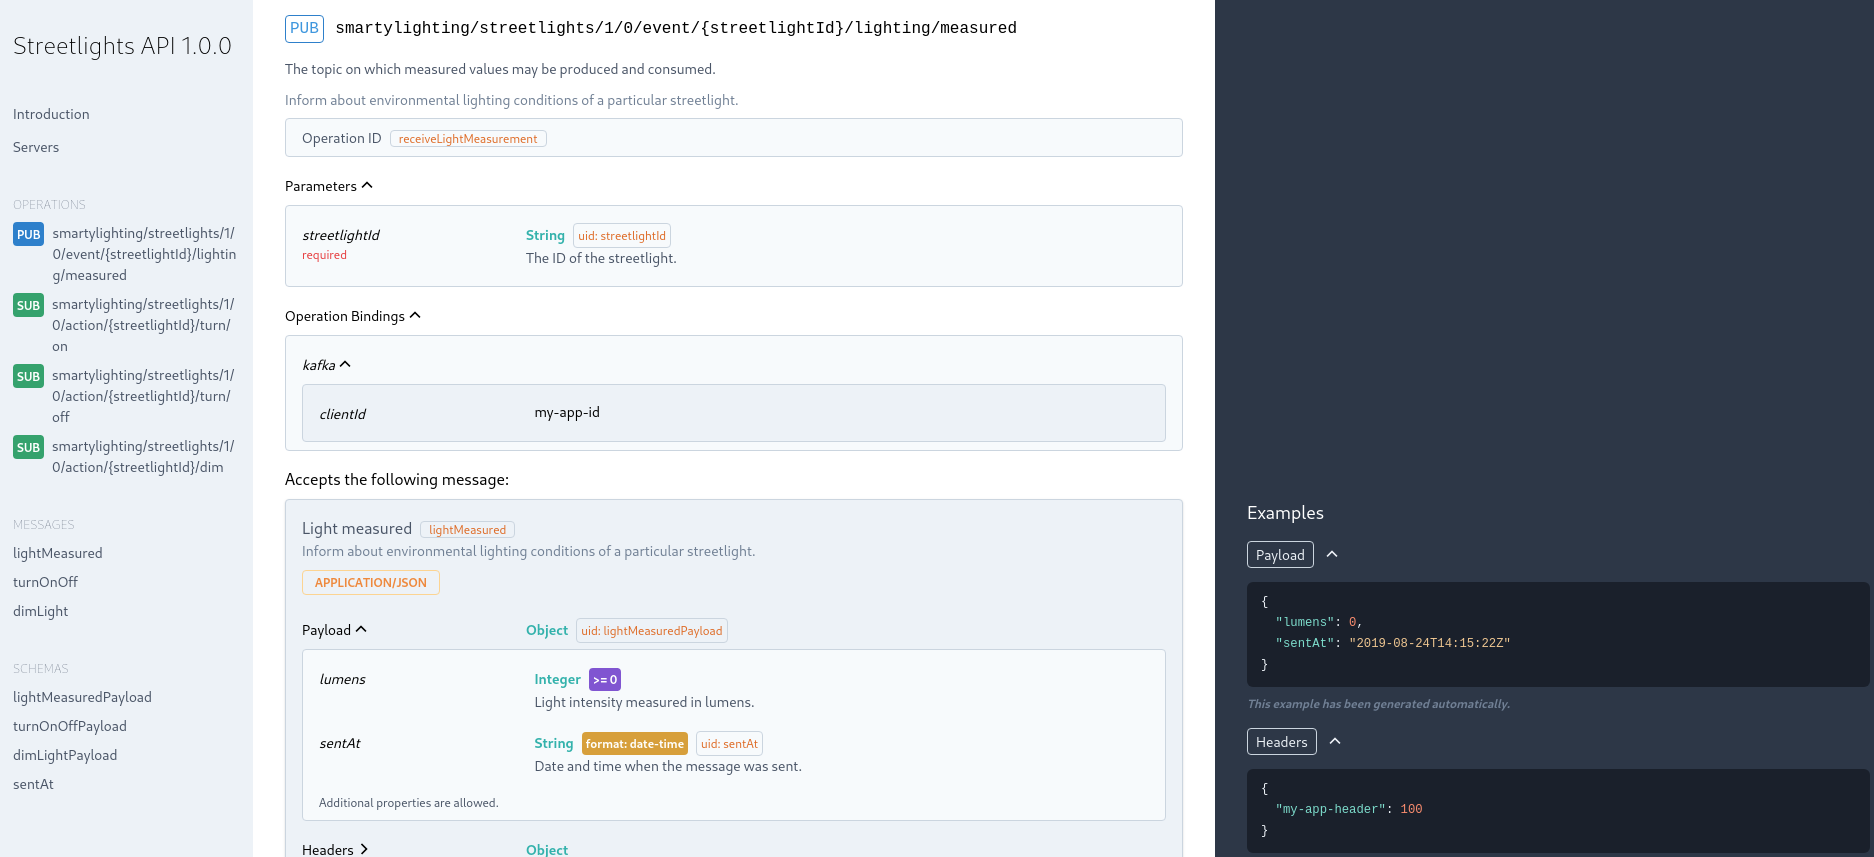 Streetlights API 1.0.0
Introduction
Servers
OPERATIONS
PUB smartylighting/streetlights/1/
0/event/{streetlightId}/lightin
g/measured
SUB smartylighting/streetlights/1/
0/action/{streetlightId}/turn/
on
SUB smartylighting/streetlights/1/
0/action/{streetlightId}/turn/
off
SUB smartylighting/streetlights/1/
0/action/{streetlightId}/dim
MESSAGES
lightMeasured
turnOnOff
dimLight
SCHEMAS
lightMeasuredPayload
turnOnOffPayload
dimLightPayload
sentAt
PUB smartylighting/streetlights/1/0/event/{streetlightId}/lighting/measured
The topic on which measured values may be produced and consumed.
Inform about environmental lighting conditions of a particular streetlight.
Operation ID receiveLightMeasurement
Parameters
streetlightId String uid: streetlightId
required The ID of the streetlight.
Operation Bindings
kafka
clientId my-app-id
Accepts the following message:
Light measured lightMeasured
Inform about environmental lighting conditions of a particular streetlight.
APPLICATION/JSON
Payload Object uid: lightMeasuredPayload
lumens Integer >= 0
Light intensity measured in lumens.
sentAt String format: date-time uid: sentAt
Date and time when the message was sent.
Additional properties are allowed.
Headers Object
Examples
Payload
{
"lumens": 0,
"sentAt": "2019-08-24T14:15:22Z"
}
This example has been generated automatically.
Headers
{
"my-app-header": 100
}